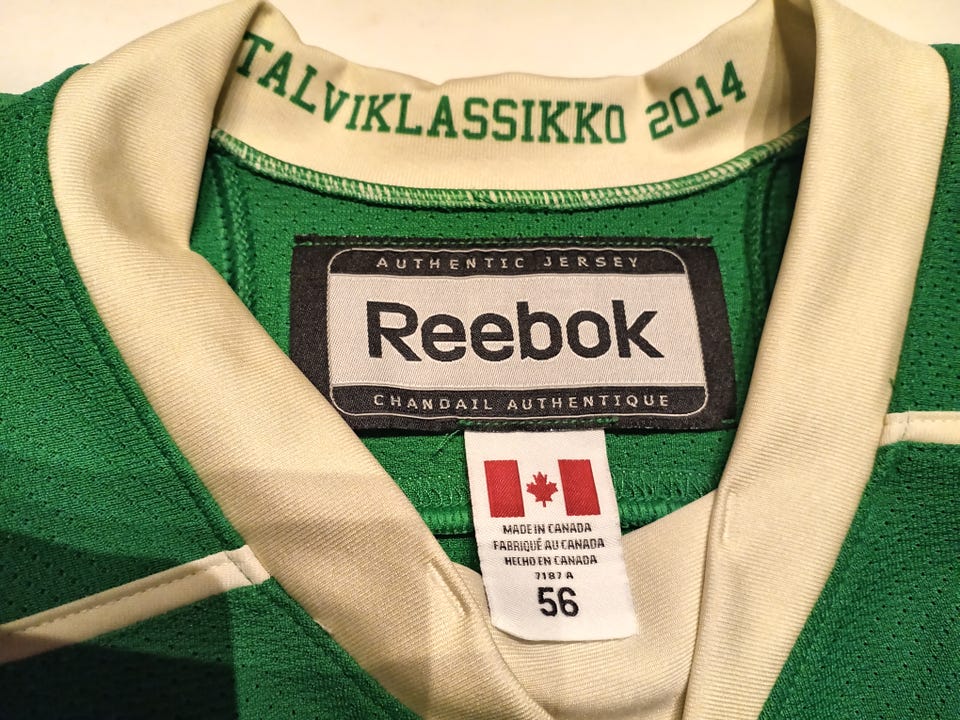 TALVIKLASSIKKO 2014
AUTHENTIC JERSEY
Reebok
CHANDAIL AUTHENTIQUE
MADE IN CANADA
FABRIQUÉ AU CANADA
HECHO EN CANADA
7187 A
56